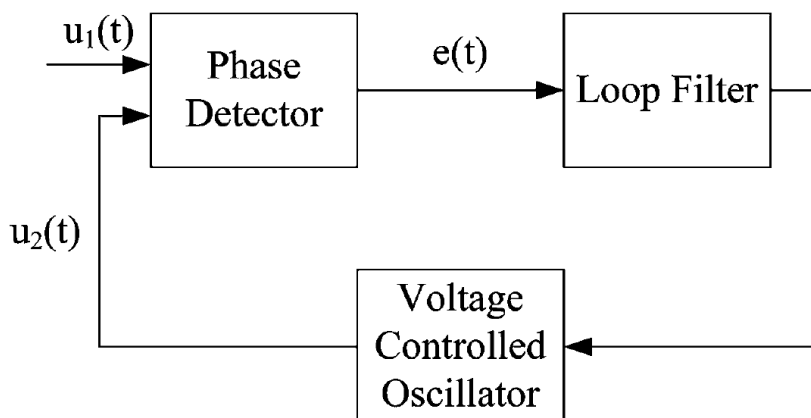 u₁(t)
Phase
Detector
e(t)
Loop Filter
u₂(t)
Voltage
Controlled
Oscillator